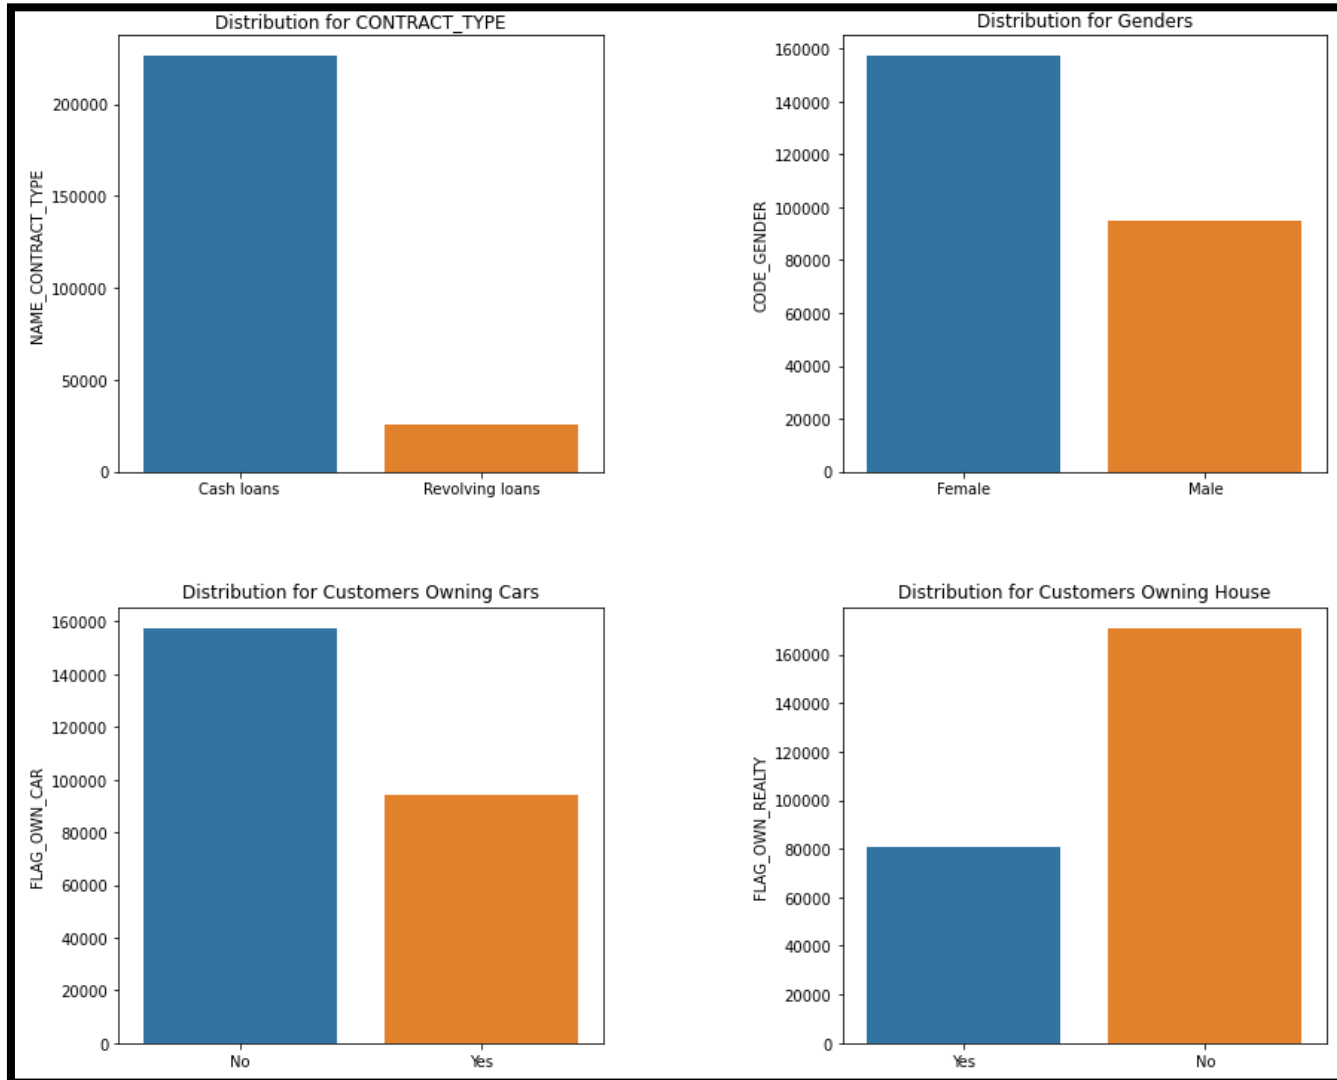 Distribution for CONTRACT_TYPE
NAME_CONTRACT_TYPE
200000
150000
100000
50000
0
Cash loans
Revolving loans
Distribution for Genders
CODE_GENDER
160000
140000
120000
100000
80000
60000
40000
20000
0
Female
Male
Distribution for Customers Owning Cars
FLAG_OWN_CAR
160000
140000
120000
100000
80000
60000
40000
20000
0
No
Yes
Distribution for Customers Owning House
FLAG_OWN_REALTY
160000
140000
120000
100000
80000
60000
40000
20000
0
Yes
No